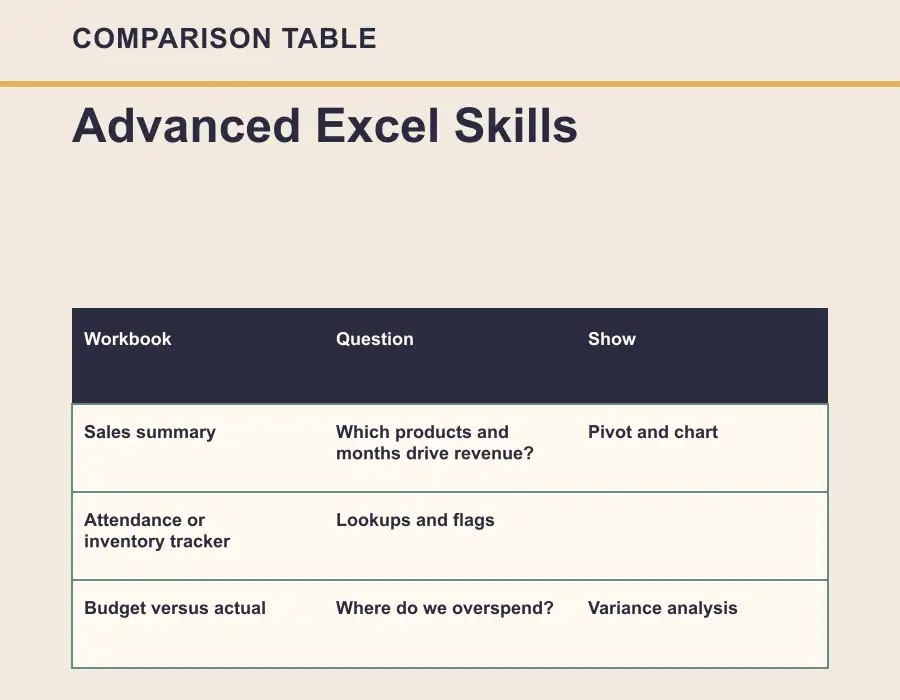 COMPARISON TABLE
Advanced Excel Skills
Workbook Question Show
Sales summary Which products and months drive revenue? Pivot and chart
Attendance or inventory tracker Lookups and flags
Budget versus actual Where do we overspend? Variance analysis